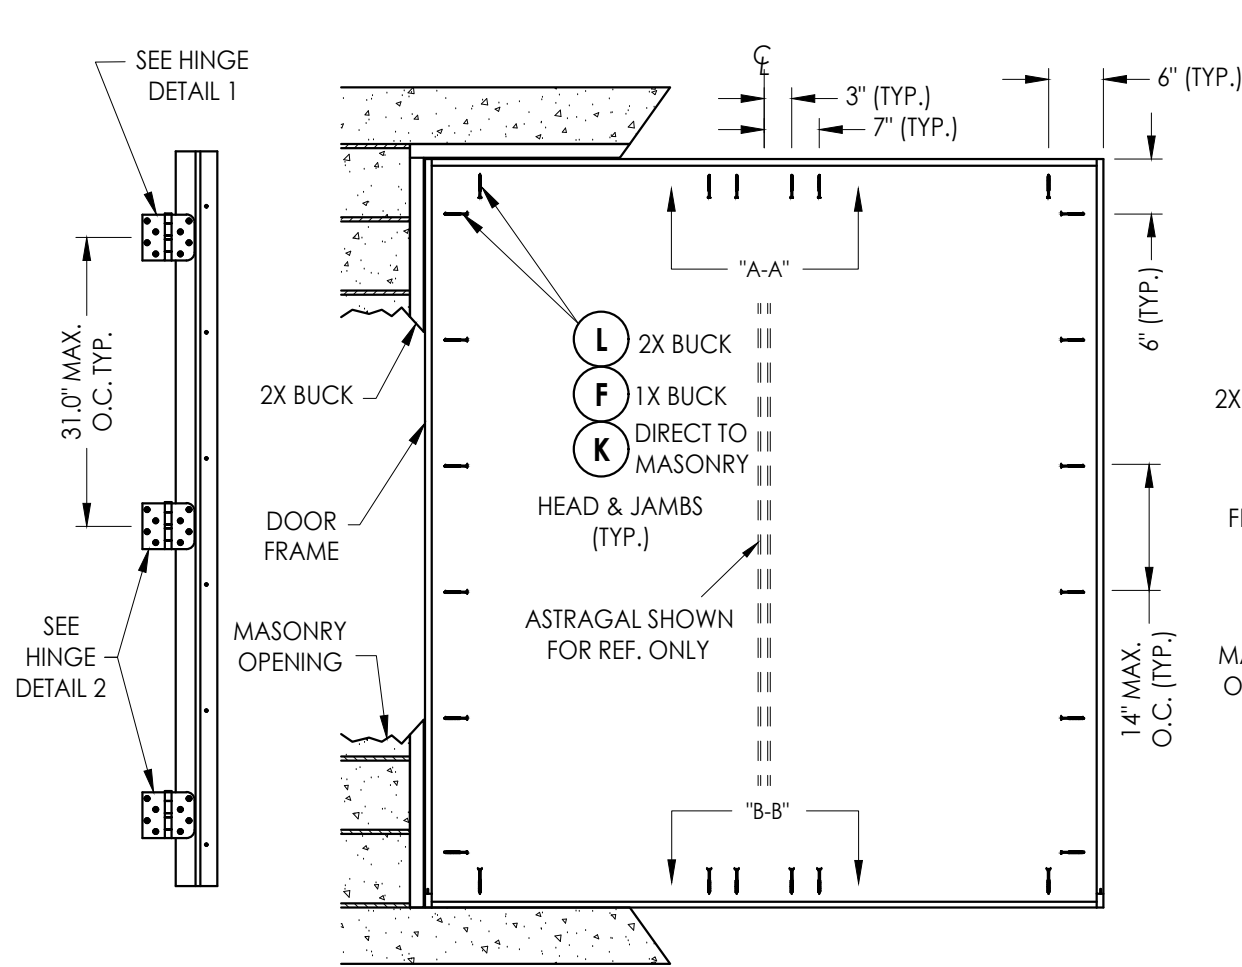 SEE HINGE
DETAIL 1
31.0" MAX.
O.C. TYP.
SEE
HINGE
DETAIL 2
2X BUCK
DOOR
FRAME
MASONRY
OPENING
3" (TYP.)
7" (TYP.)
6" (TYP.)
"A-A"
L 2X BUCK
F 1X BUCK
K DIRECT TO
MASONRY
HEAD & JAMBS
(TYP.)
ASTRAGAL SHOWN
FOR REF. ONLY
"B-B"
6" (TYP.)
14" MAX.
O.C. (TYP.)
2X